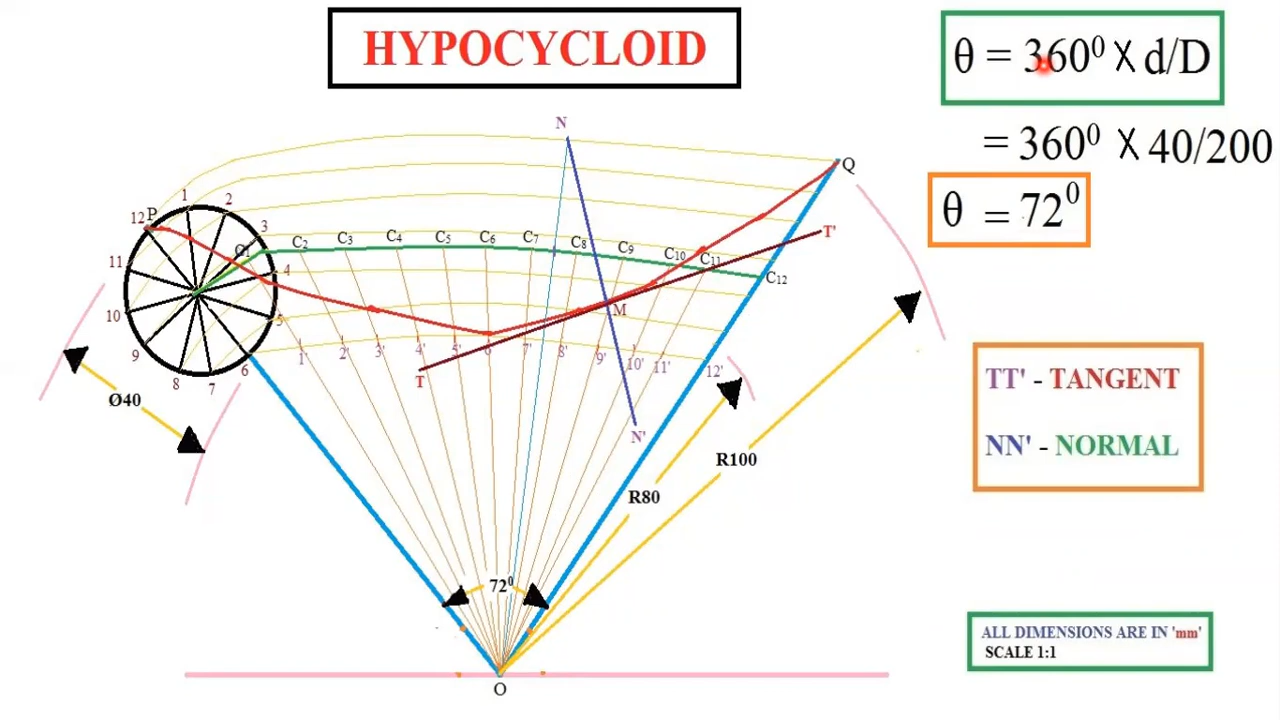 HYPOCYCLOID
θ = 360⁰ X d/D
= 360⁰ X 40/200
θ = 72⁰
N
Q
12 P 1 2 3
C1 C2 C3 C4 C5 C6 C7 C8 C9 C10 C11 C12
T'
11 4
10 5
M
9 8 7 6
1' 2' 3' 4' 5' 6' 7' 8' 9' 10' 11' 12'
T
Ø40
N'
TT' - TANGENT
NN' - NORMAL
R100
R80
72⁰
ALL DIMENSIONS ARE IN 'mm'
SCALE 1:1
O